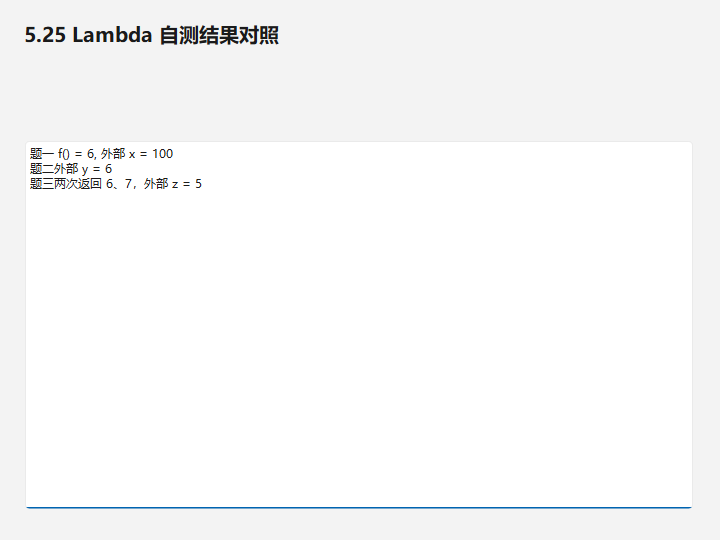 5.25 Lambda 自测结果对照
题一 f() = 6, 外部 x = 100
题二外部 y = 6
题三两次返回 6、7，外部 z = 5